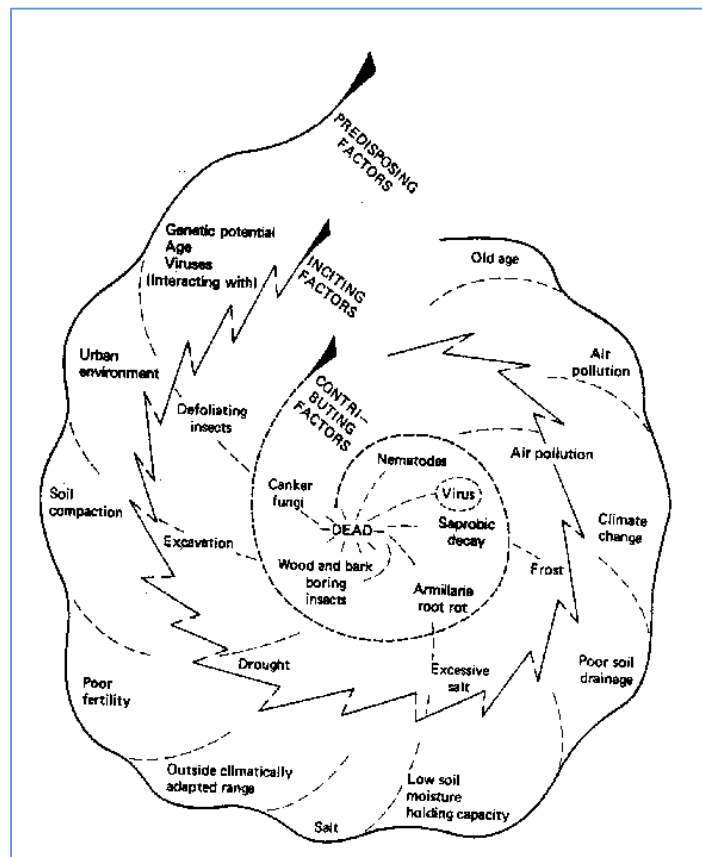 PREDISPOSING
FACTORS
Genetic potential
Age
Viruses
(Interacting with)
INCITING
FACTORS
Old age
Urban
environment
CONTRI-
BUTING
FACTORS
Air
pollution
Defoliating
insects
Nematodes
Air pollution
Canker
fungi
Virus
Soil
compaction
DEAD
Saprobic
decay
Climate
change
Excavation
Wood and bark
boring
insects
Armillaria
root rot
Frost
Drought
Excessive
salt
Poor soil
drainage
Poor
fertility
Outside climatically
adapted range
Salt
Low soil
moisture
holding capacity